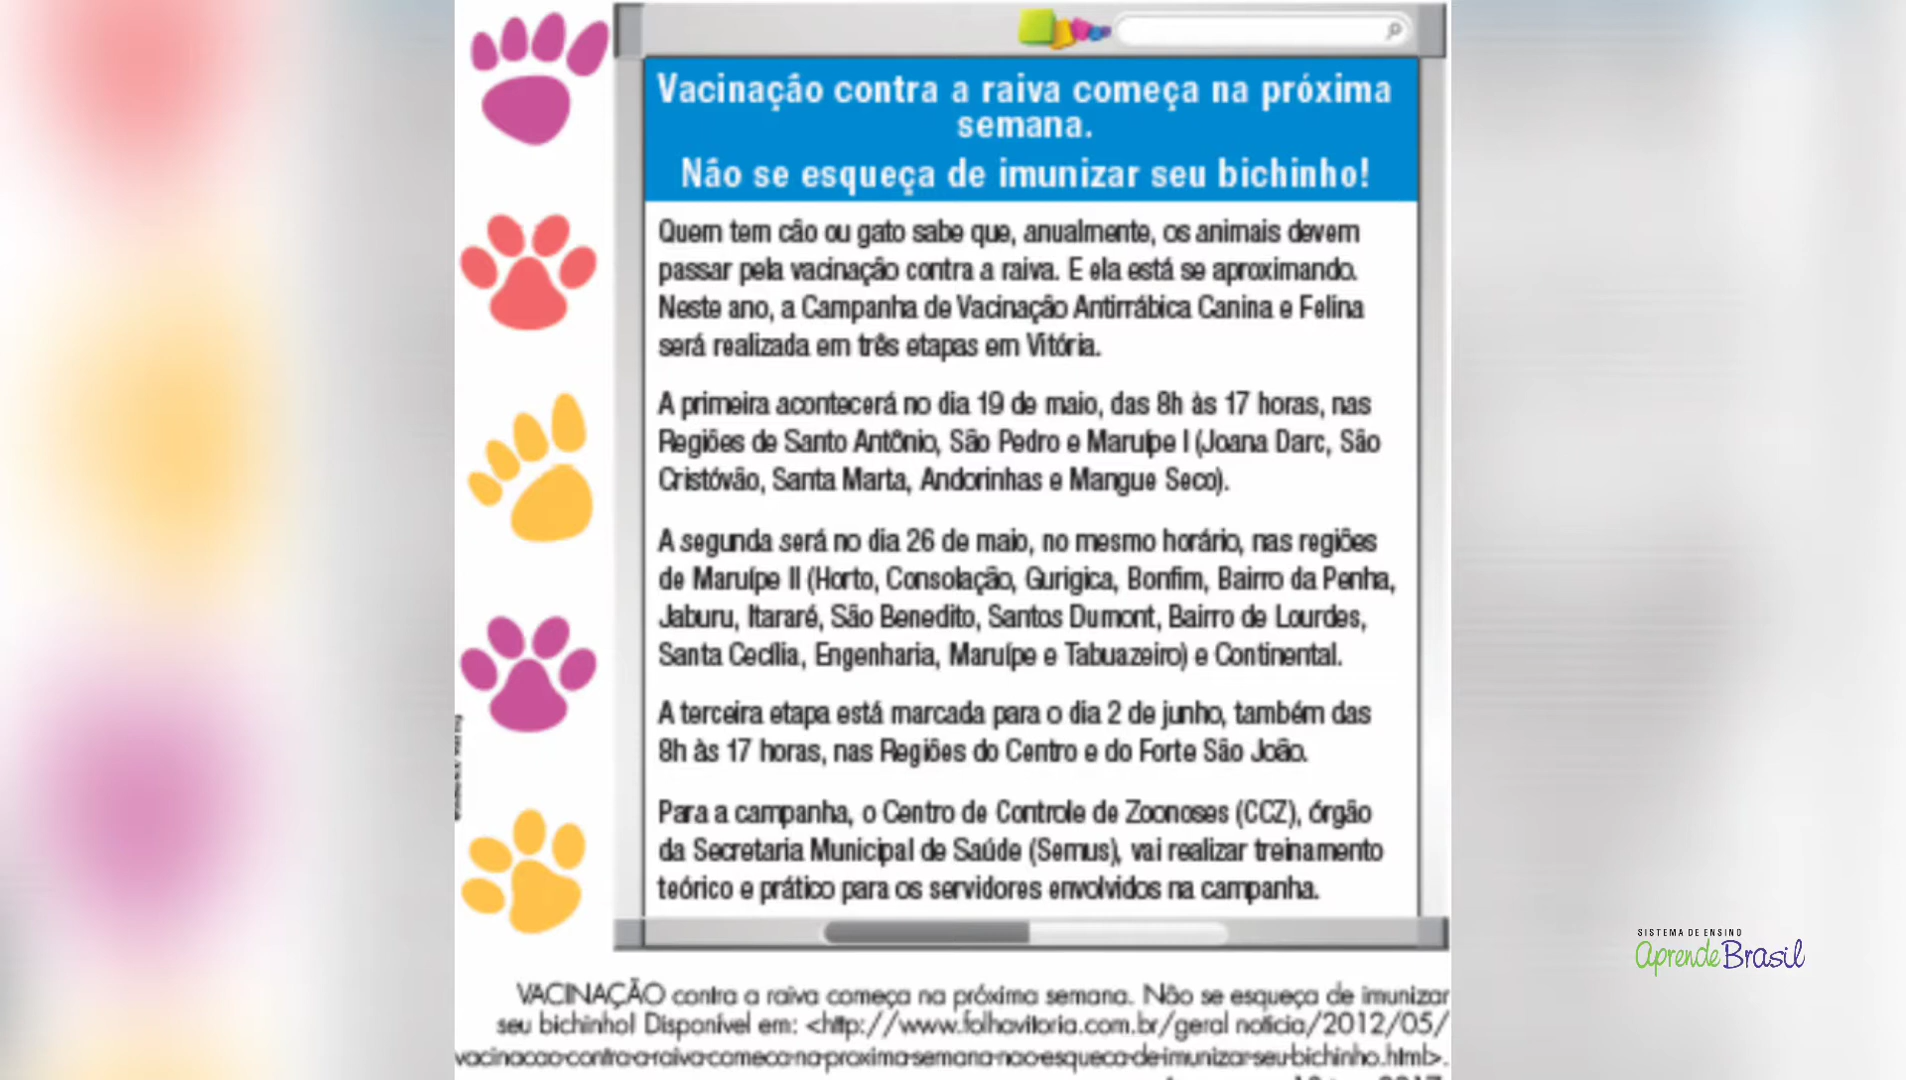 Vacinação contra a raiva começa na próxima
semana.
Não se esqueça de imunizar seu bichinho!
Quem tem cão ou gato sabe que, anualmente, os animais devem
passar pela vacinação contra a raiva. E ela está se aproximando.
Neste ano, a Campanha de Vacinação Antirrábica Canina e Felina
será realizada em três etapas em Vitória.
A primeira acontecerá no dia 19 de maio, das 8h às 17 horas, nas
Regiões de Santo Antônio, São Pedro e Maruípe I (Joana Darc, São
Cristóvão, Santa Marta, Andorinhas e Mangue Seco).
A segunda será no dia 26 de maio, no mesmo horário, nas regiões
de Maruípe II (Horto, Consolação, Gurigica, Bonfim, Bairro da Penha,
Jaburu, Itararé, São Benedito, Santos Dumont, Bairro de Lourdes,
Santa Cecília, Engenharia, Maruípe e Tabuazeiro) e Continental.
A terceira etapa está marcada para o dia 2 de junho, também das
8h às 17 horas, nas Regiões do Centro e do Forte São João.
Para a campanha, o Centro de Controle de Zoonoses (CCZ), órgão
da Secretaria Municipal de Saúde (Semus), vai realizar treinamento
teórico e prático para os servidores envolvidos na campanha.
VACINAÇÃO contra a raiva começa na próxima semana. Não se esqueça de imunizar
seu bichinho! Disponível em: <http://www.folhavitoria.com.br/geral noticia/2012/05/
vacinacao-contra-a-raiva-comeca-na-proxima-semana-nao-esqueca-de-imunizar-seu-bichinho.html>.
SISTEMA DE ENSINO
aprende Brasil